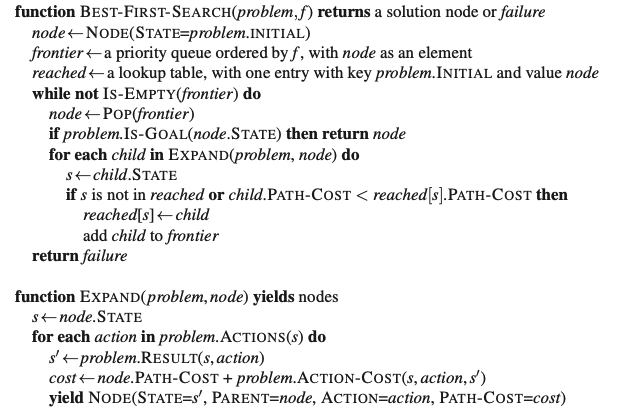 function BEST-FIRST-SEARCH(problem,f) returns a solution node or failure
node←NODE(STATE=problem.INITIAL)
frontier←a priority queue ordered by f, with node as an element
reached←a lookup table, with one entry with key problem.INITIAL and value node
while not IS-EMPTY(frontier) do
node←POP(frontier)
if problem.IS-GOAL(node.STATE) then return node
for each child in EXPAND(problem, node) do
s←child.STATE
if s is not in reached or child.PATH-COST < reached[s].PATH-COST then
reached[s]←child
add child to frontier
return failure
function EXPAND(problem, node) yields nodes
s←node.STATE
for each action in problem.ACTIONS(s) do
s′←problem.RESULT(s, action)
cost←node.PATH-COST + problem.ACTION-COST(s, action, s′)
yield NODE(STATE=s′, PARENT=node, ACTION=action, PATH-COST=cost)